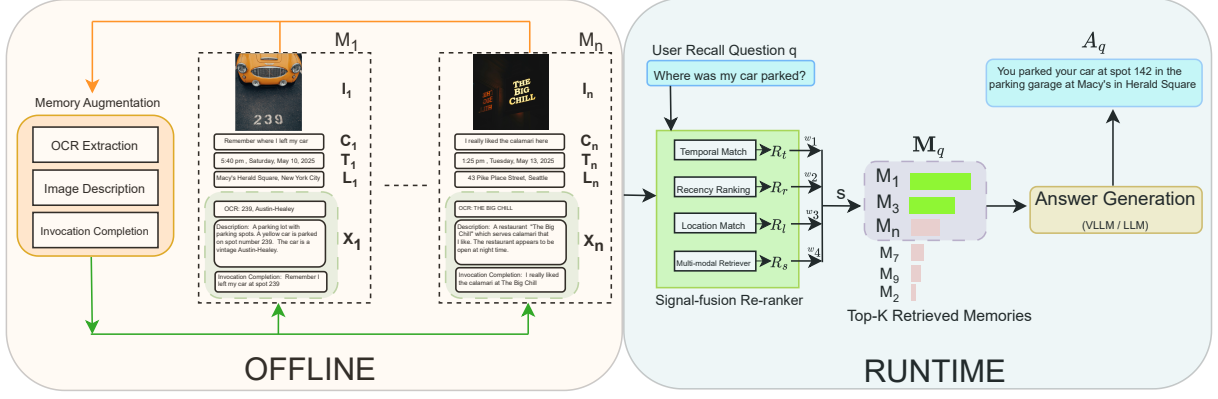 Memory Augmentation
OCR Extraction
Image Description
Invocation Completion
M1
I1
239
Remember where I left my car
C1
5:40 pm , Saturday, May 10, 2025
T1
Macy's Herald Square, New York City
L1
OCR: 239, Austin-Healey
Description: A parking lot with
parking spots. A yellow car is parked
on spot number 239. The car is a
vintage Austin-Healey.
X1
Invocation Completion: Remember I
left my car at spot 239
Mn
In
THE
BIG
CHILL
I really liked the calamari here
Cn
1:25 pm , Tuesday, May 13, 2025
Tn
43 Pike Place Street, Seattle
Ln
OCR: THE BIG CHILL
Description: A restaurant "The Big
Chill" which serves calamari that
I like. The restaurant appears to be
open at night time.
Xn
Invocation Completion: I really liked
the calamari at The Big Chill
OFFLINE
User Recall Question q
Where was my car parked?
Temporal Match
Rt
w1
Recency Ranking
Rr
w2
Location Match
Rl
w3
Multi-modal Retriever
Rs
w4
Signal-fusion Re-ranker
s
Mq
M1
M3
Mn
M7
M9
M2
Top-K Retrieved Memories
Aq
You parked your car at spot 142 in the
parking garage at Macy's in Herald Square
Answer Generation
(VLLM / LLM)
RUNTIME